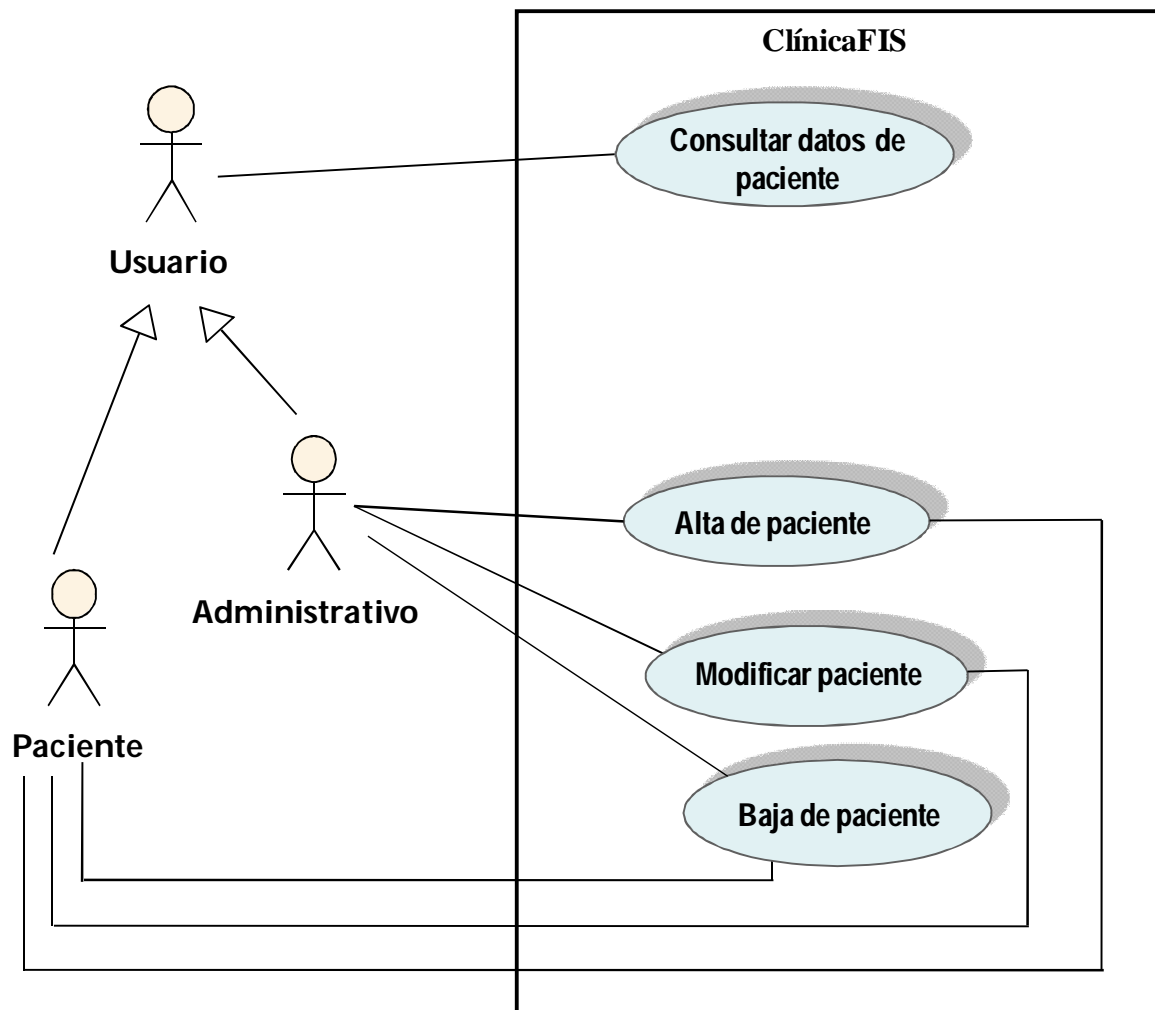 ClínicaFIS
Consultar datos de
paciente
Usuario
Alta de paciente
Administrativo
Modificar paciente
Paciente
Baja de paciente